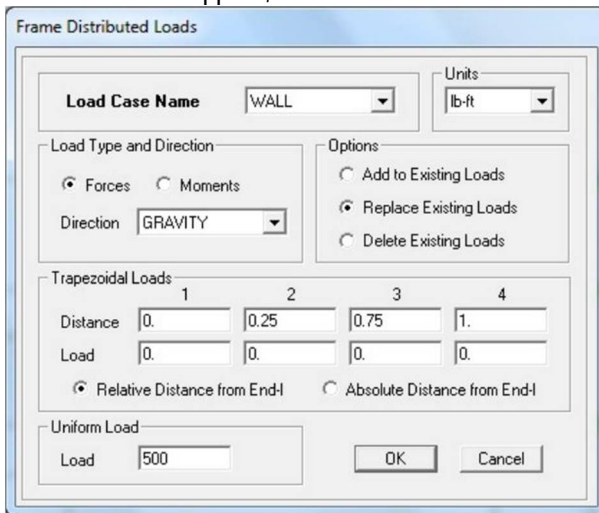 Frame Distributed Loads
Units
Load Case Name WALL lb-ft
Load Type and Direction
Forces Moments
Direction GRAVITY
Options
Add to Existing Loads
Replace Existing Loads
Delete Existing Loads
Trapezoidal Loads
1 2 3 4
Distance 0. 0.25 0.75 1.
Load 0. 0. 0. 0.
Relative Distance from End-I Absolute Distance from End-I
Uniform Load
Load 500
OK Cancel